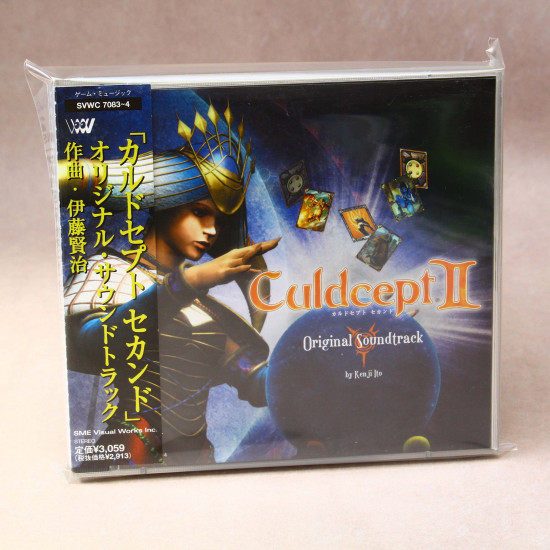 ゲーム・ミュージック
SVWC 7083~4
「カルドセプト セカンド」
オリジナル・サウンドトラック
作曲・伊藤賢治
SME Visual Works Inc.
STEREO
定価¥3,059
(税抜価格¥2,913)
Culdcept II
カルドセプト セカンド
Original Soundtrack
by Kenji Ito